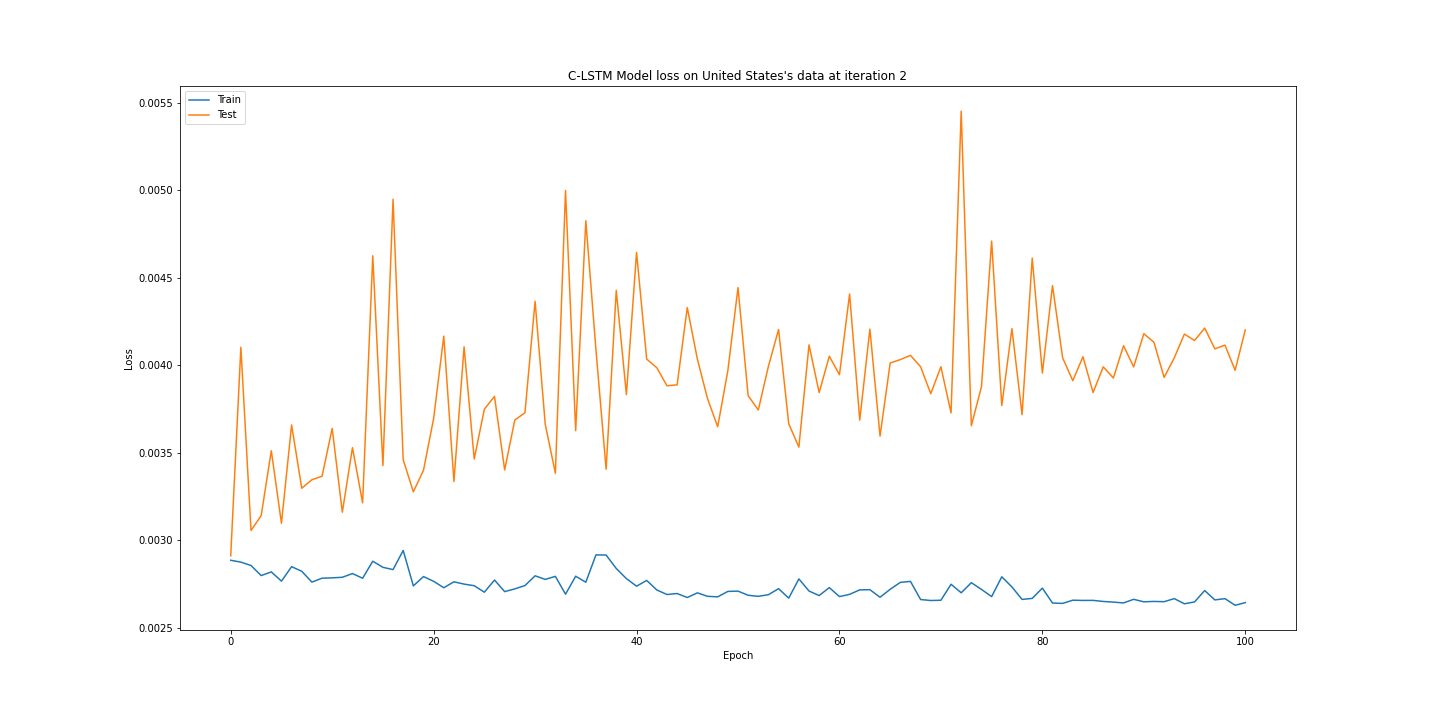 C-LSTM Model loss on United States's data at iteration 2
Train
Test
0.0055
0.0050
0.0045
0.0040
0.0035
0.0030
0.0025
Loss
0 20 40 60 80 100
Epoch